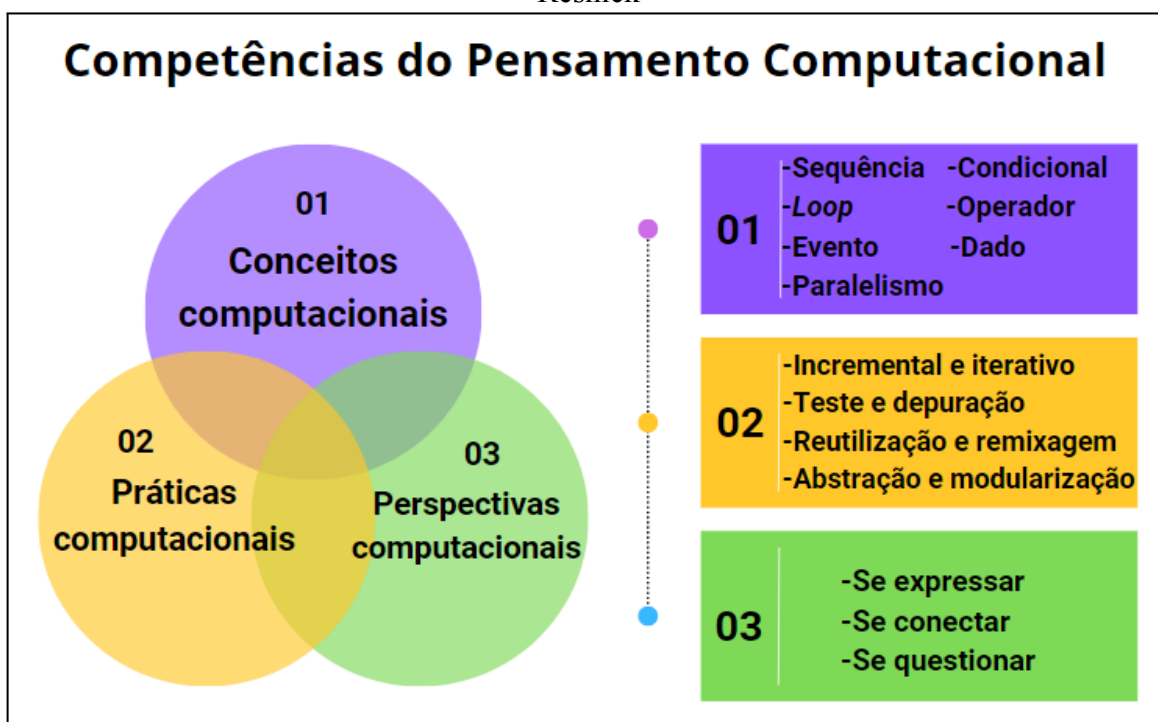 Resnick
Competências do Pensamento Computacional
01
Conceitos
computacionais
02
Práticas
computacionais
03
Perspectivas
computacionais
01
-Sequência -Condicional
-Loop -Operador
-Evento -Dado
-Paralelismo
02
-Incremental e iterativo
-Teste e depuração
-Reutilização e remixagem
-Abstração e modularização
03
-Se expressar
-Se conectar
-Se questionar